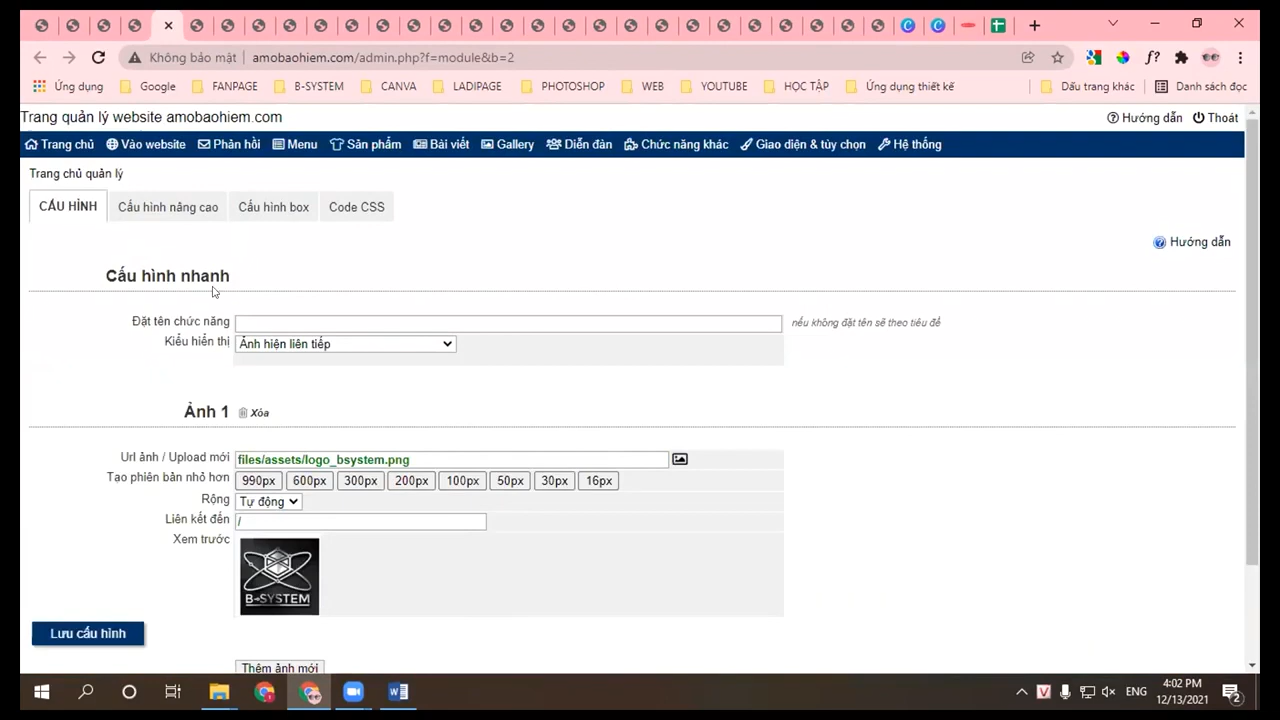 Không bảo mật | amobaohiem.com/admin.php?f=module&b=2
Ứng dụng Google FANPAGE B-SYSTEM CANVA LADIPAGE PHOTOSHOP WEB YOUTUBE HỌC TẬP Ứng dụng thiết kế Dấu trang khác Danh sách đọc
Trang quản lý website amobaohiem.com Hướng dẫn Thoát
Trang chủ Vào website Phản hồi Menu Sản phẩm Bài viết Gallery Diễn đàn Chức năng khác Giao diện & tùy chọn Hệ thống
Trang chủ quản lý
CẤU HÌNH Cấu hình nâng cao Cấu hình box Code CSS
Hướng dẫn
Cấu hình nhanh
Đặt tên chức năng nếu không đặt tên sẽ theo tiêu đề
Kiểu hiển thị Ảnh hiện liên tiếp
Ảnh 1 Xóa
Url ảnh / Upload mới files/assets/logo_bsystem.png
Tạo phiên bản nhỏ hơn 990px 600px 300px 200px 100px 50px 30px 16px
Rộng Tự động
Liên kết đến /
Xem trước
B-SYSTEM
Lưu cấu hình
Thêm ảnh mới
ENG 4:02 PM
12/13/2021 2